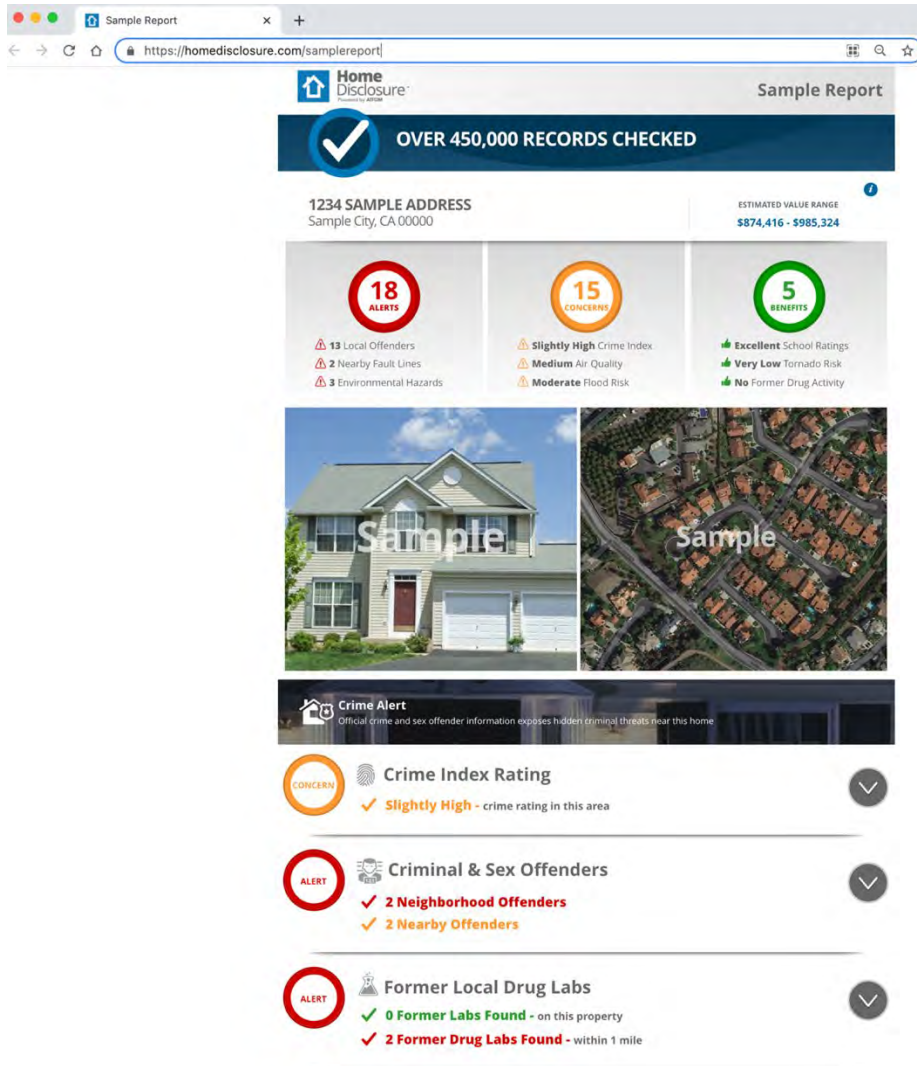 Sample Report
https://homedisclosure.com/samplereport
Home
Disclosure
Powered by ATTOM
Sample Report
OVER 450,000 RECORDS CHECKED
1234 SAMPLE ADDRESS
Sample City, CA 00000
ESTIMATED VALUE RANGE
$874,416 - $985,324
18
ALERTS
13 Local Offenders
2 Nearby Fault Lines
3 Environmental Hazards
15
CONCERNS
Slightly High Crime Index
Medium Air Quality
Moderate Flood Risk
5
BENEFITS
Excellent School Ratings
Very Low Tornado Risk
No Former Drug Activity
Sample
Sample
Crime Alert
Official crime and sex offender information exposes hidden criminal threats near this home
CONCERN
Crime Index Rating
Slightly High - crime rating in this area
ALERT
Criminal & Sex Offenders
2 Neighborhood Offenders
2 Nearby Offenders
ALERT
Former Local Drug Labs
0 Former Labs Found - on this property
2 Former Drug Labs Found - within 1 mile